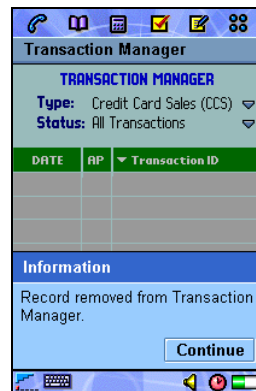 Transaction Manager
TRANSACTION MANAGER
Type: Credit Card Sales (CCS)
Status: All Transactions
DATE AP Transaction ID
Information
Record removed from Transaction
Manager.
Continue